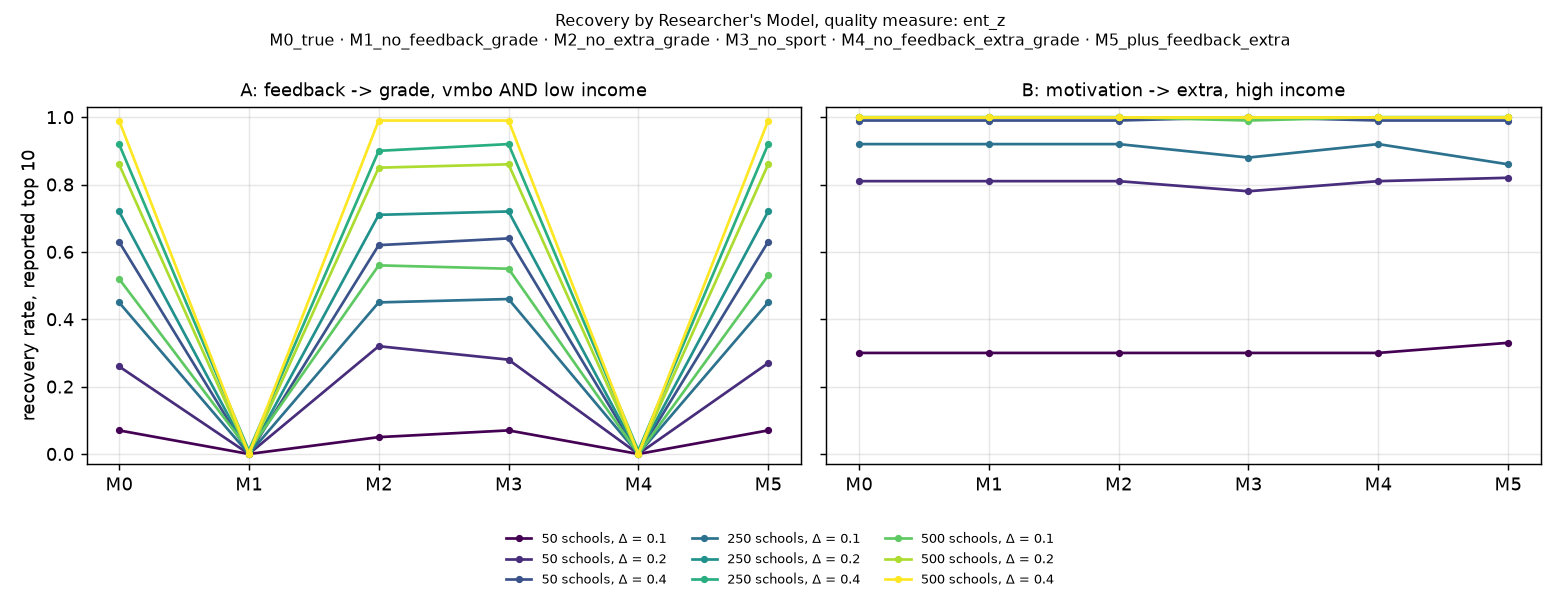 Recovery by Researcher's Model, quality measure: ent_z
M0_true · M1_no_feedback_grade · M2_no_extra_grade · M3_no_sport · M4_no_feedback_extra_grade · M5_plus_feedback_extra
A: feedback -> grade, vmbo AND low income
B: motivation -> extra, high income
recovery rate, reported top 10
1.0
0.8
0.6
0.4
0.2
0.0
M0 M1 M2 M3 M4 M5
M0 M1 M2 M3 M4 M5
50 schools, Δ = 0.1
50 schools, Δ = 0.2
50 schools, Δ = 0.4
250 schools, Δ = 0.1
250 schools, Δ = 0.2
250 schools, Δ = 0.4
500 schools, Δ = 0.1
500 schools, Δ = 0.2
500 schools, Δ = 0.4